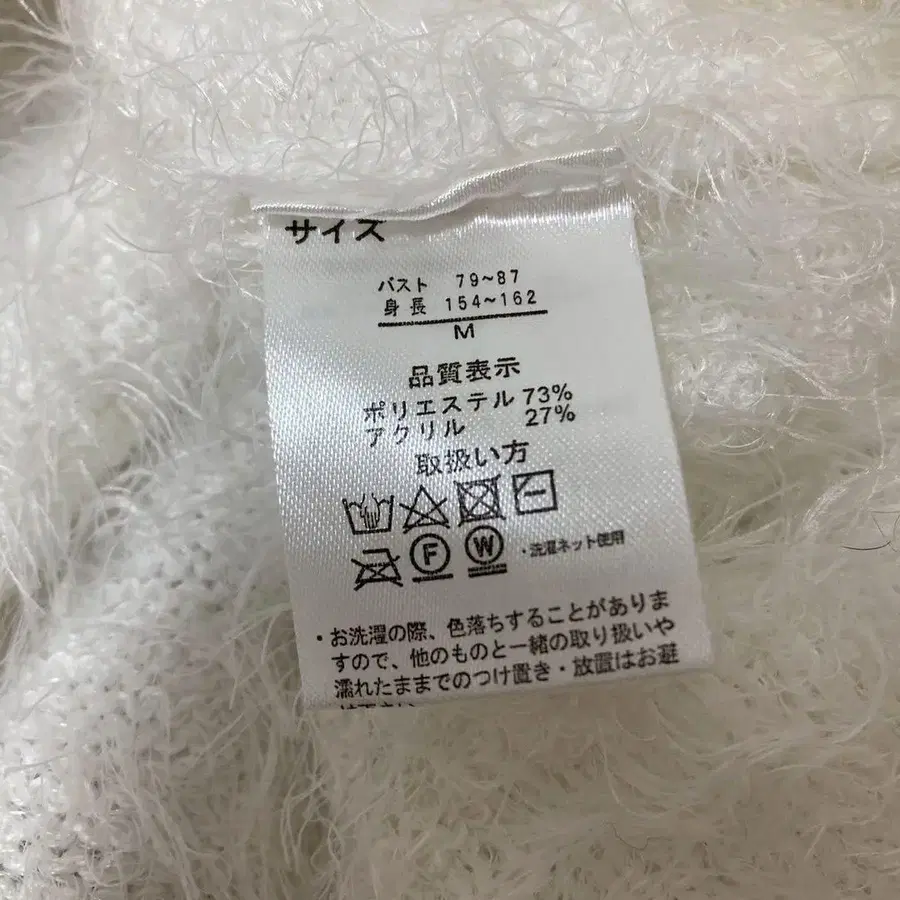 サイズ
バスト 79~87
身長 154~162
M
品質表示
ポリエステル 73%
アクリル 27%
取扱い方
F W ・洗濯ネット使用
・お洗濯の際、色落ちすることがありま
すので、他のものと一緒の取り扱いや
濡れたままでのつけ置き・放置はお避